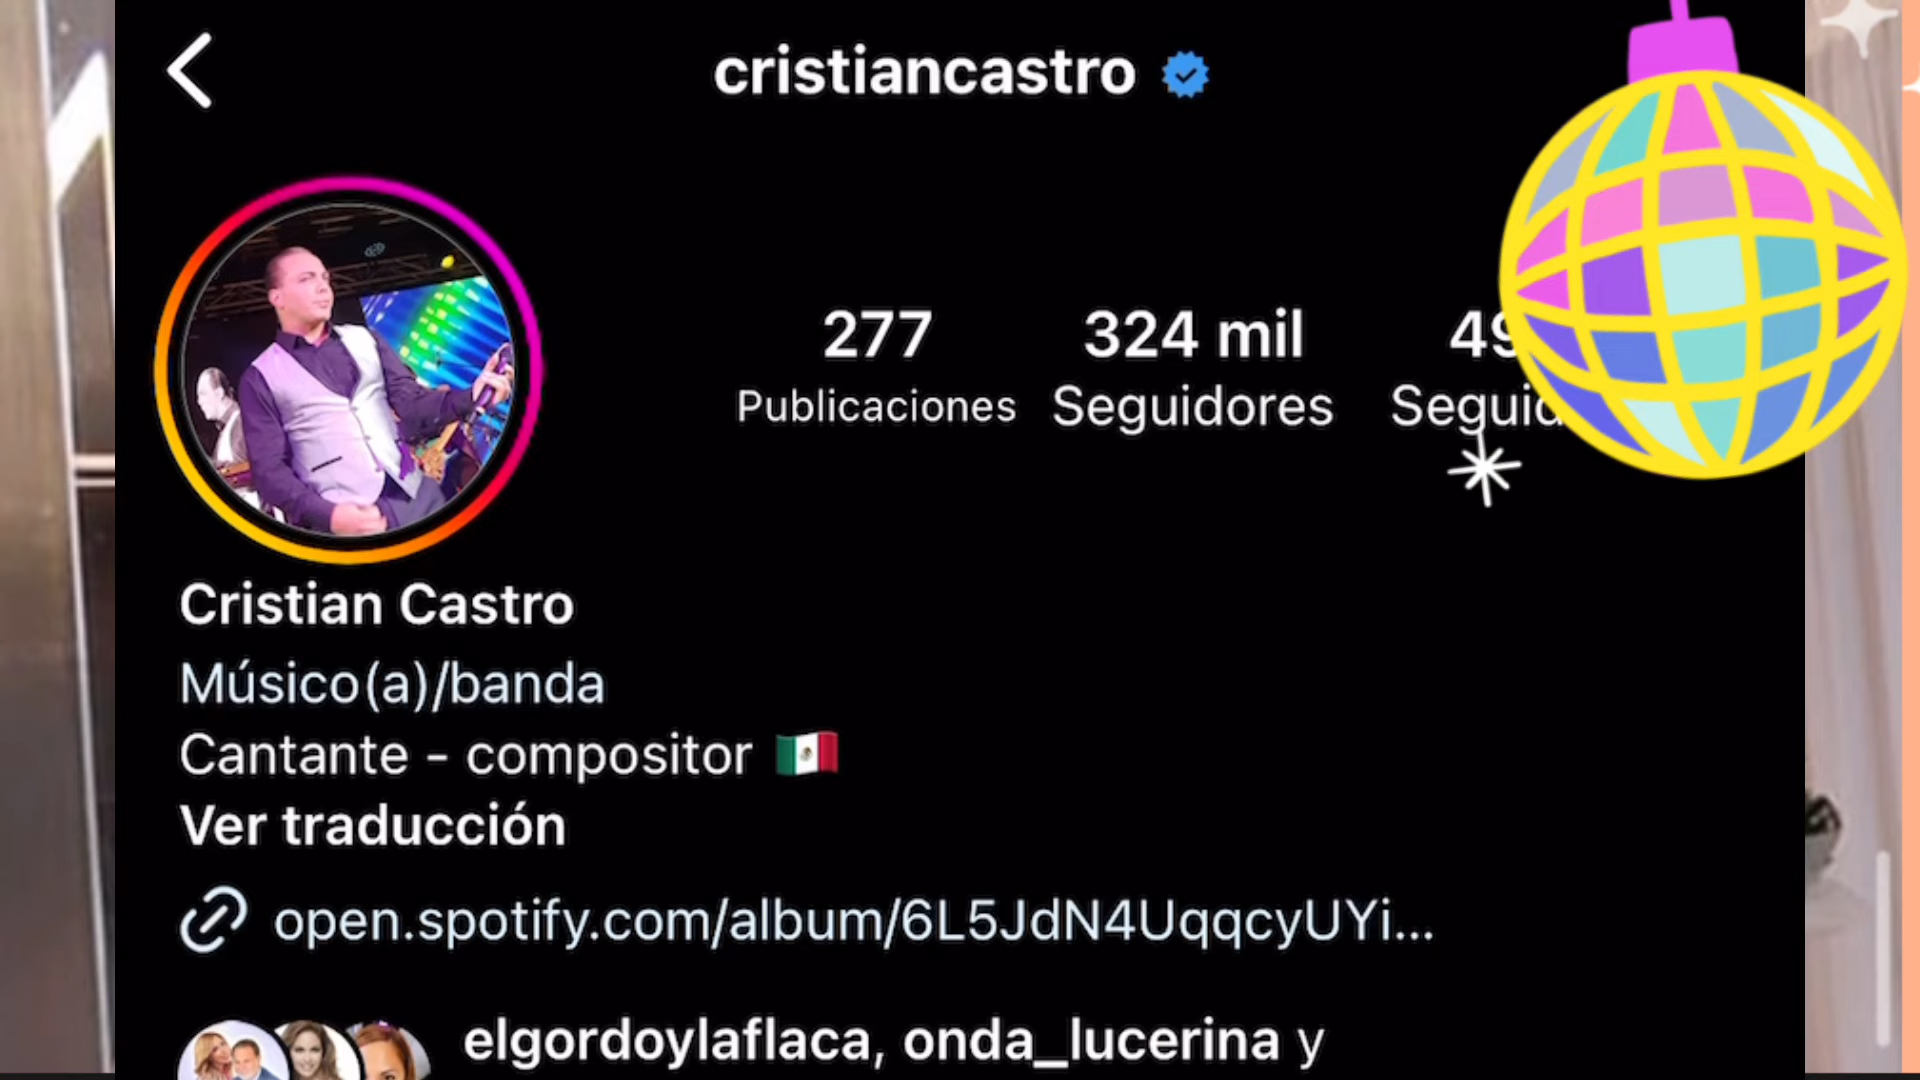 cristiancastro
277 324 mil
Publicaciones Seguidores
Cristian Castro
Músico(a)/banda
Cantante - compositor
Ver traducción
open.spotify.com/album/6L5JdN4UqqcyUYi...
elgordoylaflaca, onda_lucerina y